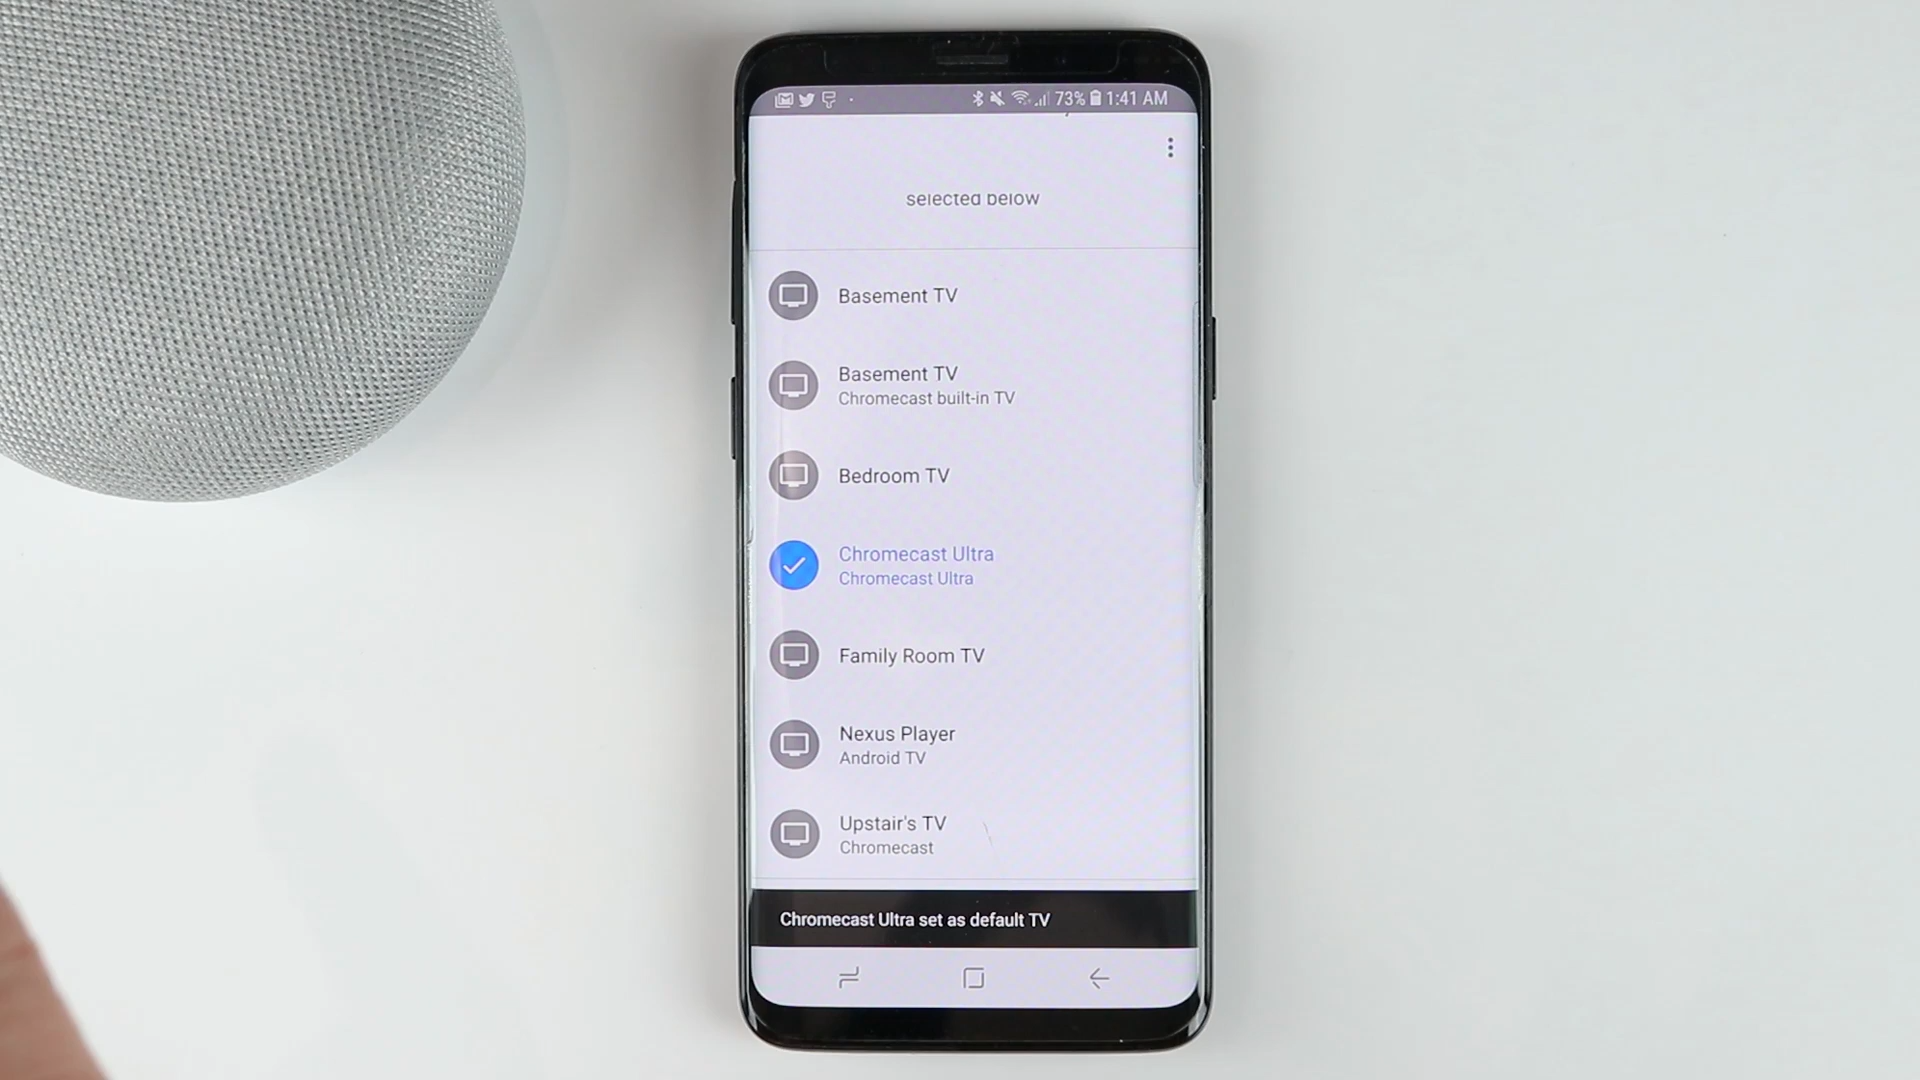 73% 1:41 AM
selected below
Basement TV
Basement TV
Chromecast built-in TV
Bedroom TV
Chromecast Ultra
Chromecast Ultra
Family Room TV
Nexus Player
Android TV
Upstair's TV
Chromecast
Chromecast Ultra set as default TV